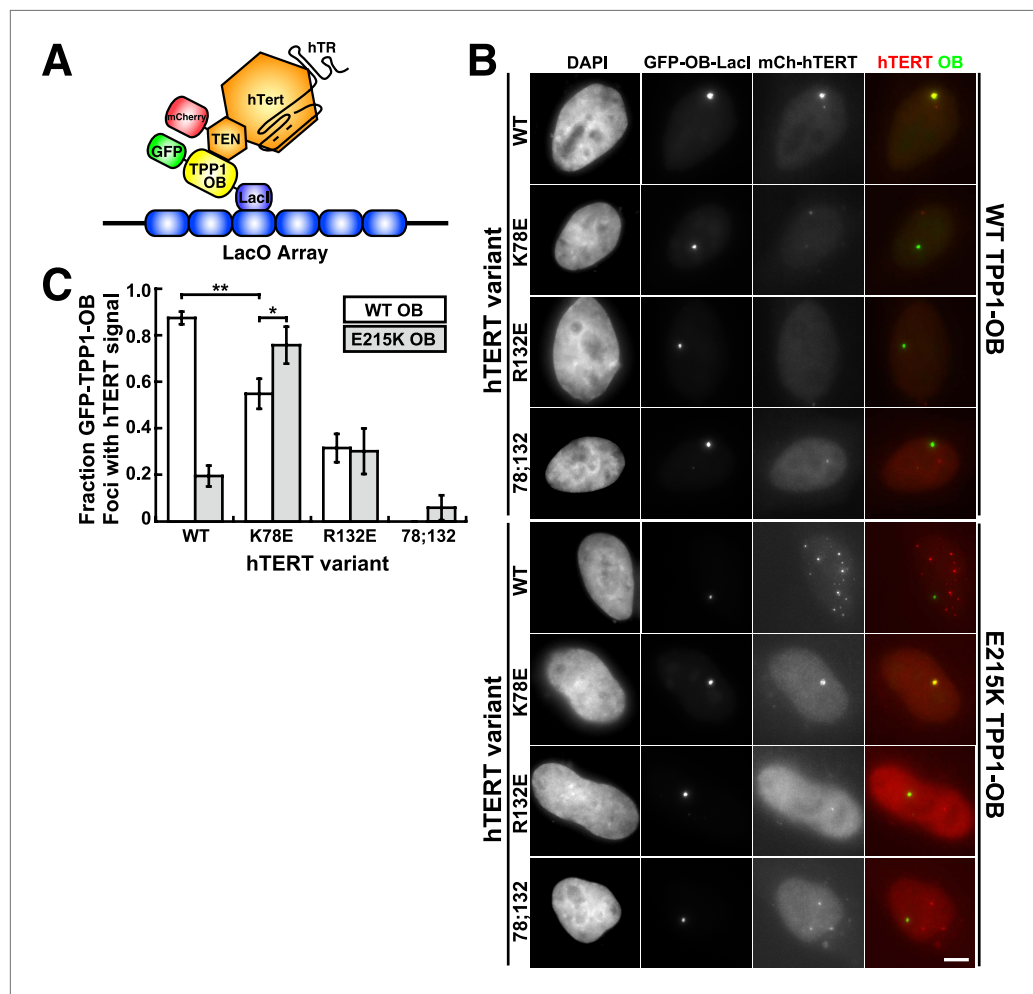 A
hTR
hTert
mCherry
TEN
GFP
TPP1
OB
LacI
LacO Array
B
DAPI
GFP-OB-LacI
mCh-hTERT
hTERT OB
hTERT variant
WT
K78E
R132E
78;132
WT TPP1-OB
hTERT variant
WT
K78E
R132E
78;132
E215K TPP1-OB
C
Fraction GFP-TPP1-OB
Foci with hTERT signal
1.0
0.8
0.6
0.4
0.2
0
**
*
WT OB
E215K OB
WT
K78E
R132E
78;132
hTERT variant